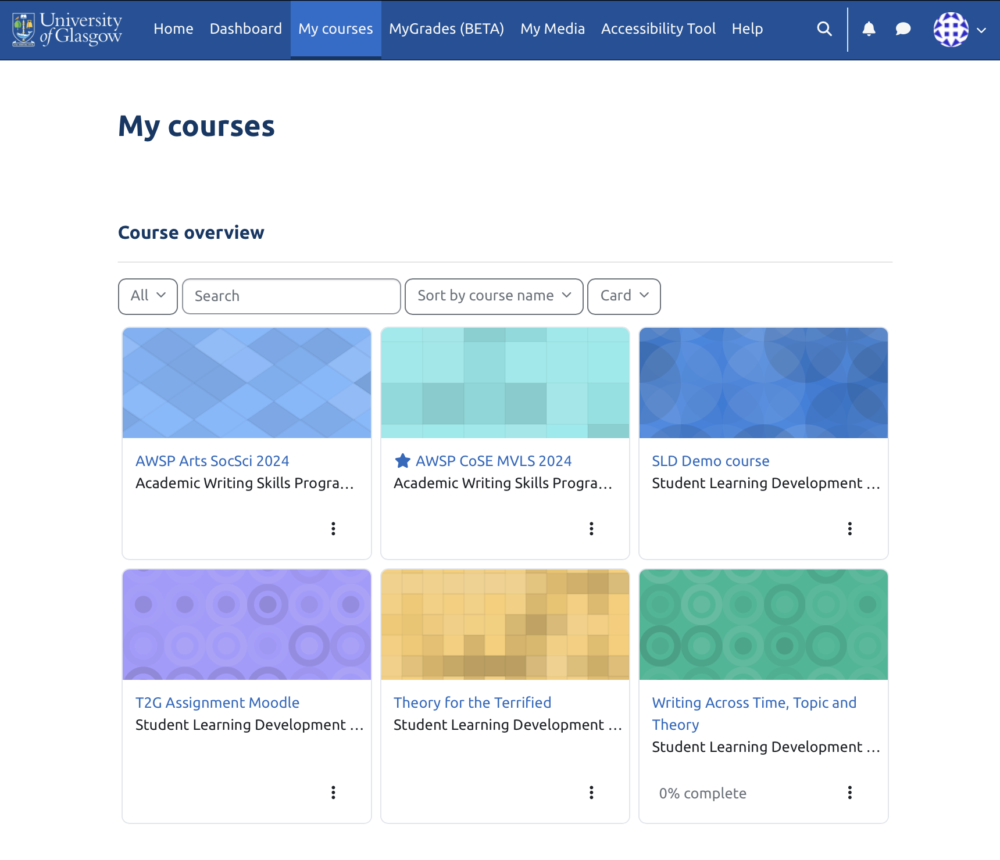 University
of Glasgow
Home Dashboard My courses MyGrades (BETA) My Media Accessibility Tool Help
My courses
Course overview
All Search Sort by course name Card
AWSP Arts SocSci 2024
Academic Writing Skills Progra...
AWSP CoSE MVLS 2024
Academic Writing Skills Progra...
SLD Demo course
Student Learning Development ...
T2G Assignment Moodle
Student Learning Development ...
Theory for the Terrified
Student Learning Development ...
Writing Across Time, Topic and
Theory
Student Learning Development ...
0% complete